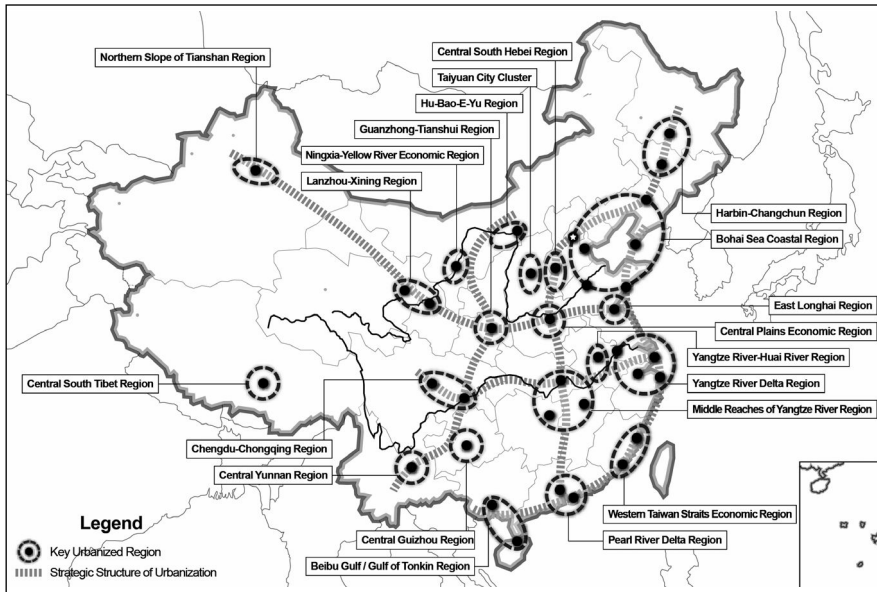 Central South Hebei Region
Northern Slope of Tianshan Region
Taiyuan City Cluster
Hu-Bao-E-Yu Region
Guanzhong-Tianshui Region
Ningxia-Yellow River Economic Region
Lanzhou-Xining Region
Harbin-Changchun Region
Bohai Sea Coastal Region
East Longhai Region
Central Plains Economic Region
Yangtze River-Huai River Region
Central South Tibet Region
Yangtze River Delta Region
Middle Reaches of Yangtze River Region
Chengdu-Chongqing Region
Central Yunnan Region
Western Taiwan Straits Economic Region
Central Guizhou Region
Pearl River Delta Region
Beibu Gulf / Gulf of Tonkin Region
Legend
Key Urbanized Region
Strategic Structure of Urbanization